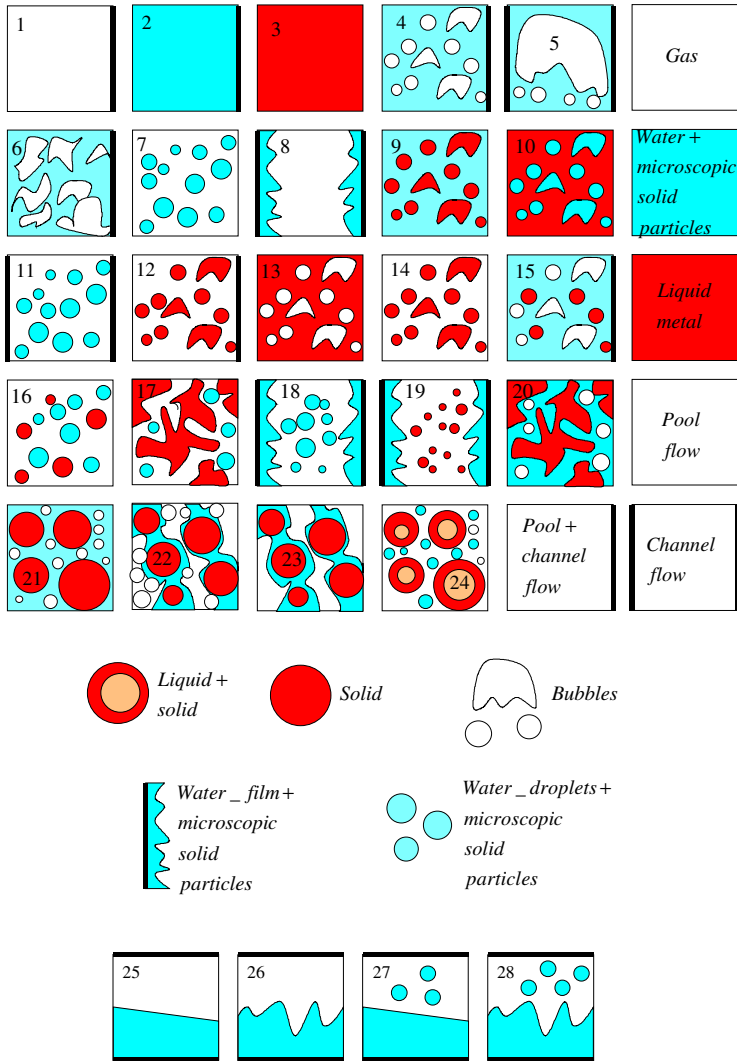 1
2
3
4
5
Gas
6
7
8
9
10
Water +
microscopic
solid
particles
11
12
13
14
15
Liquid
metal
16
17
18
19
20
Pool
flow
21
22
23
24
Pool +
channel
flow
Channel
flow
Liquid +
solid
Solid
Bubbles
Water _ film +
microscopic
solid
particles
Water _ droplets +
microscopic
solid
particles
25
26
27
28